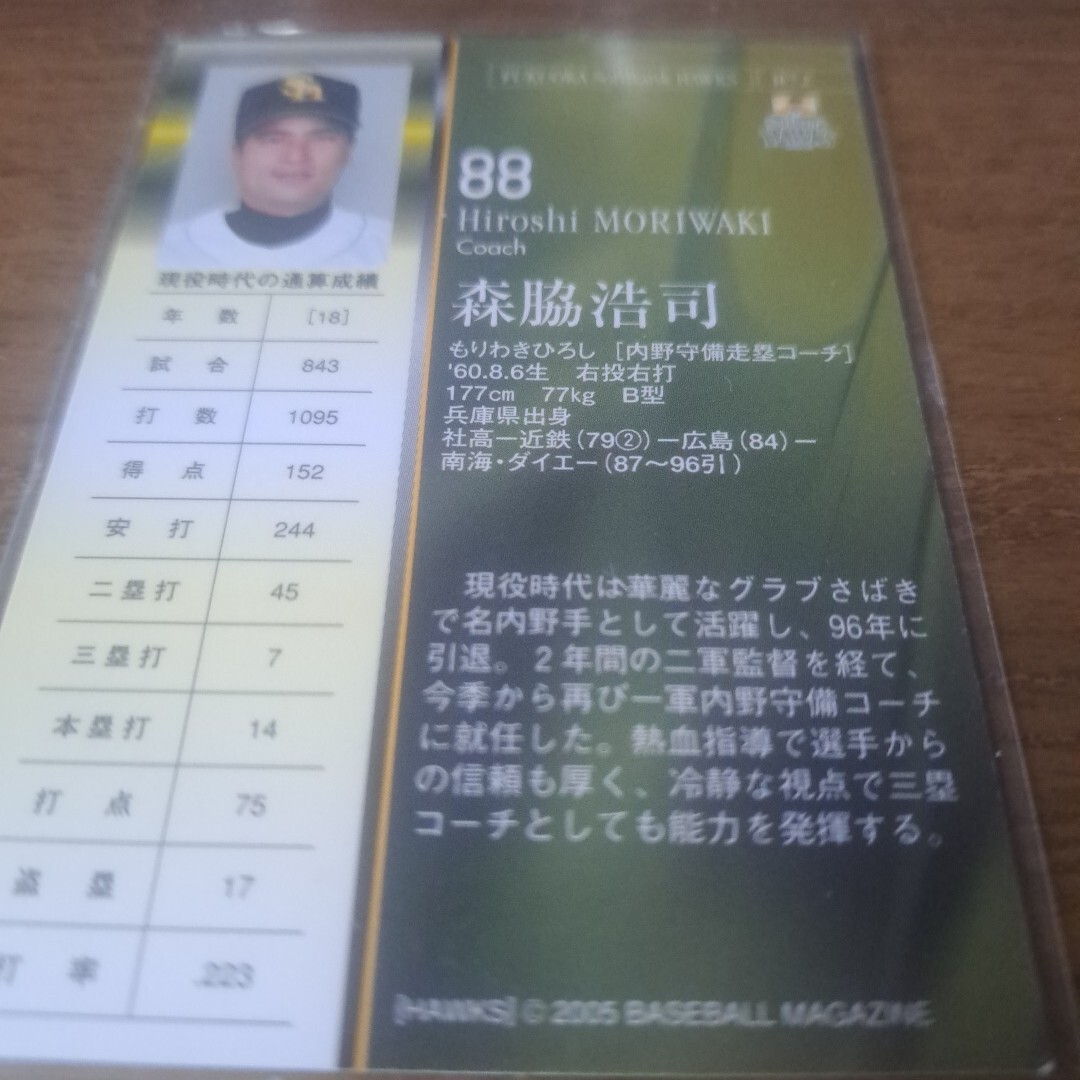 SH
現役時代の通算成績
年数 [18]
試合 843
打数 1095
得点 152
安打 244
二塁打 45
三塁打 7
本塁打 14
打点 75
盗塁 17
打率 .223
88
Hiroshi MORIWAKI
Coach
森脇浩司
もりわきひろし [内野守備走塁コーチ]
'60.8.6生 右投右打
177cm 77kg B型
兵庫県出身
社高ー近鉄(79②)ー広島(84)ー
南海・ダイエー(87〜96引)
現役時代は華麗なグラブさばき
で名内野手として活躍し、96年に
引退。2年間の二軍監督を経て、
今季から再び一軍内野守備コーチ
に就任した。熱血指導で選手から
の信頼も厚く、冷静な視点で三塁
コーチとしても能力を発揮する。
[HAWKS] © 2005 BASEBALL MAGAZINE